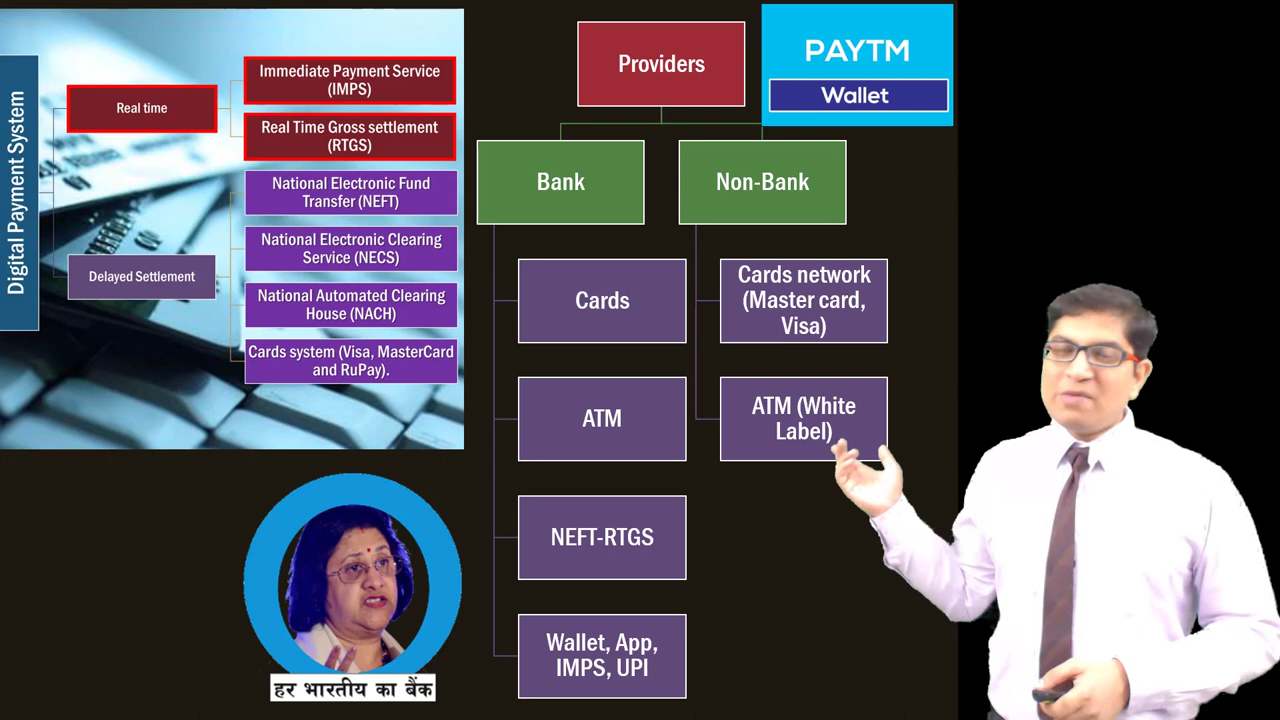 Digital Payment System
Real time
Immediate Payment Service
(IMPS)
Real Time Gross settlement
(RTGS)
Delayed Settlement
National Electronic Fund
Transfer (NEFT)
National Electronic Clearing
Service (NECS)
National Automated Clearing
House (NACH)
Cards system (Visa, MasterCard
and RuPay).
Providers
PAYTM
Wallet
Bank
Non-Bank
Cards
ATM
NEFT-RTGS
Wallet, App,
IMPS, UPI
Cards network
(Master card,
Visa)
ATM (White
Label)
हर भारतीय का बैंक